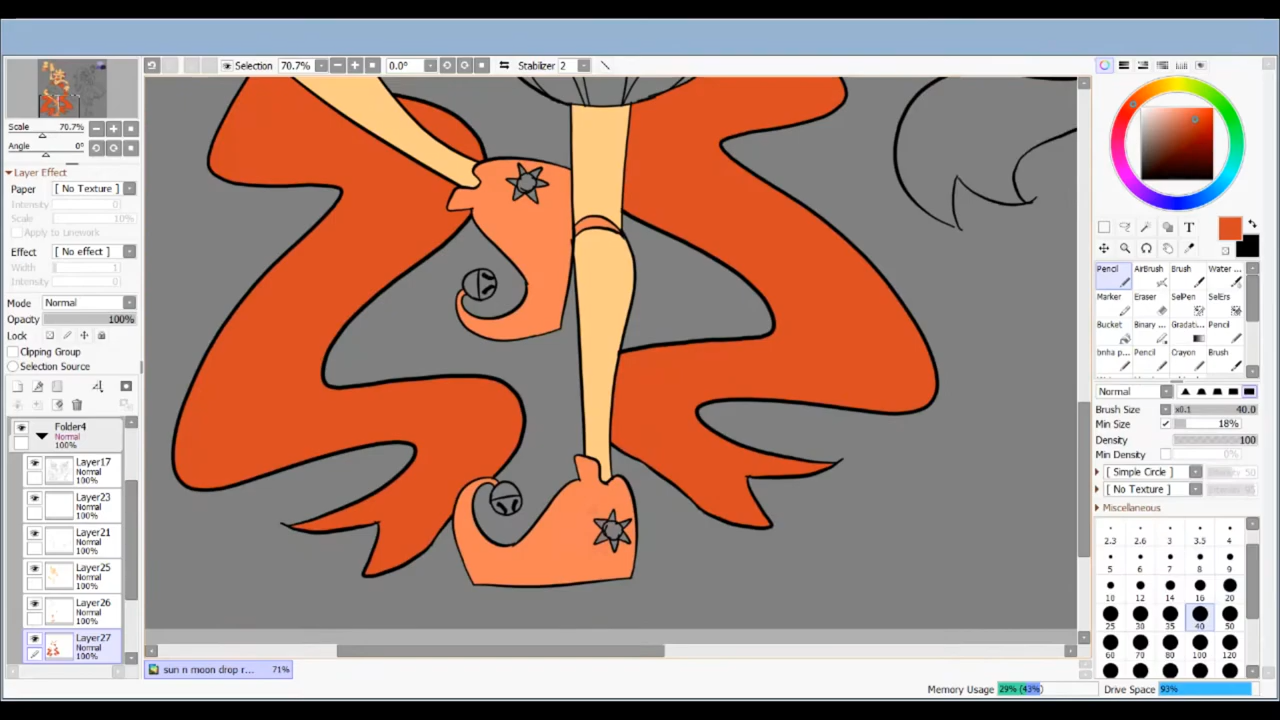 Selection 70.7% 0.0° Stabilizer 2
Scale 70.7%
Angle 0°
Layer Effect
Paper [ No Texture ]
Intensity 0
Scale 10%
Apply to Linework
Effect [ No effect ]
Width 1
Intensity
Mode Normal
Opacity 100%
Lock
Clipping Group
Selection Source
Folder4
Normal
100%
Layer17
Normal
100%
Layer23
Normal
100%
Layer21
Normal
100%
Layer25
Normal
100%
Layer26
Normal
100%
Layer27
Normal
100%
sun n moon drop r... 71%
T
Pencil AirBrush Brush Water ...
Marker Eraser SelPen SelErs
Bucket Binary ... Gradati... Pencil
bnha p... Pencil Crayon Brush
Normal
Brush Size x0.1 40.0
Min Size 18%
Density 100
Min Density 0%
[ Simple Circle ] 50
[ No Texture ]
Miscellaneous
2.3 2.6 3 3.5 4
5 6 7 8 9
10 12 14 16 20
25 30 35 40 50
60 70 80 100 120
Memory Usage 29% (43%) Drive Space 93%